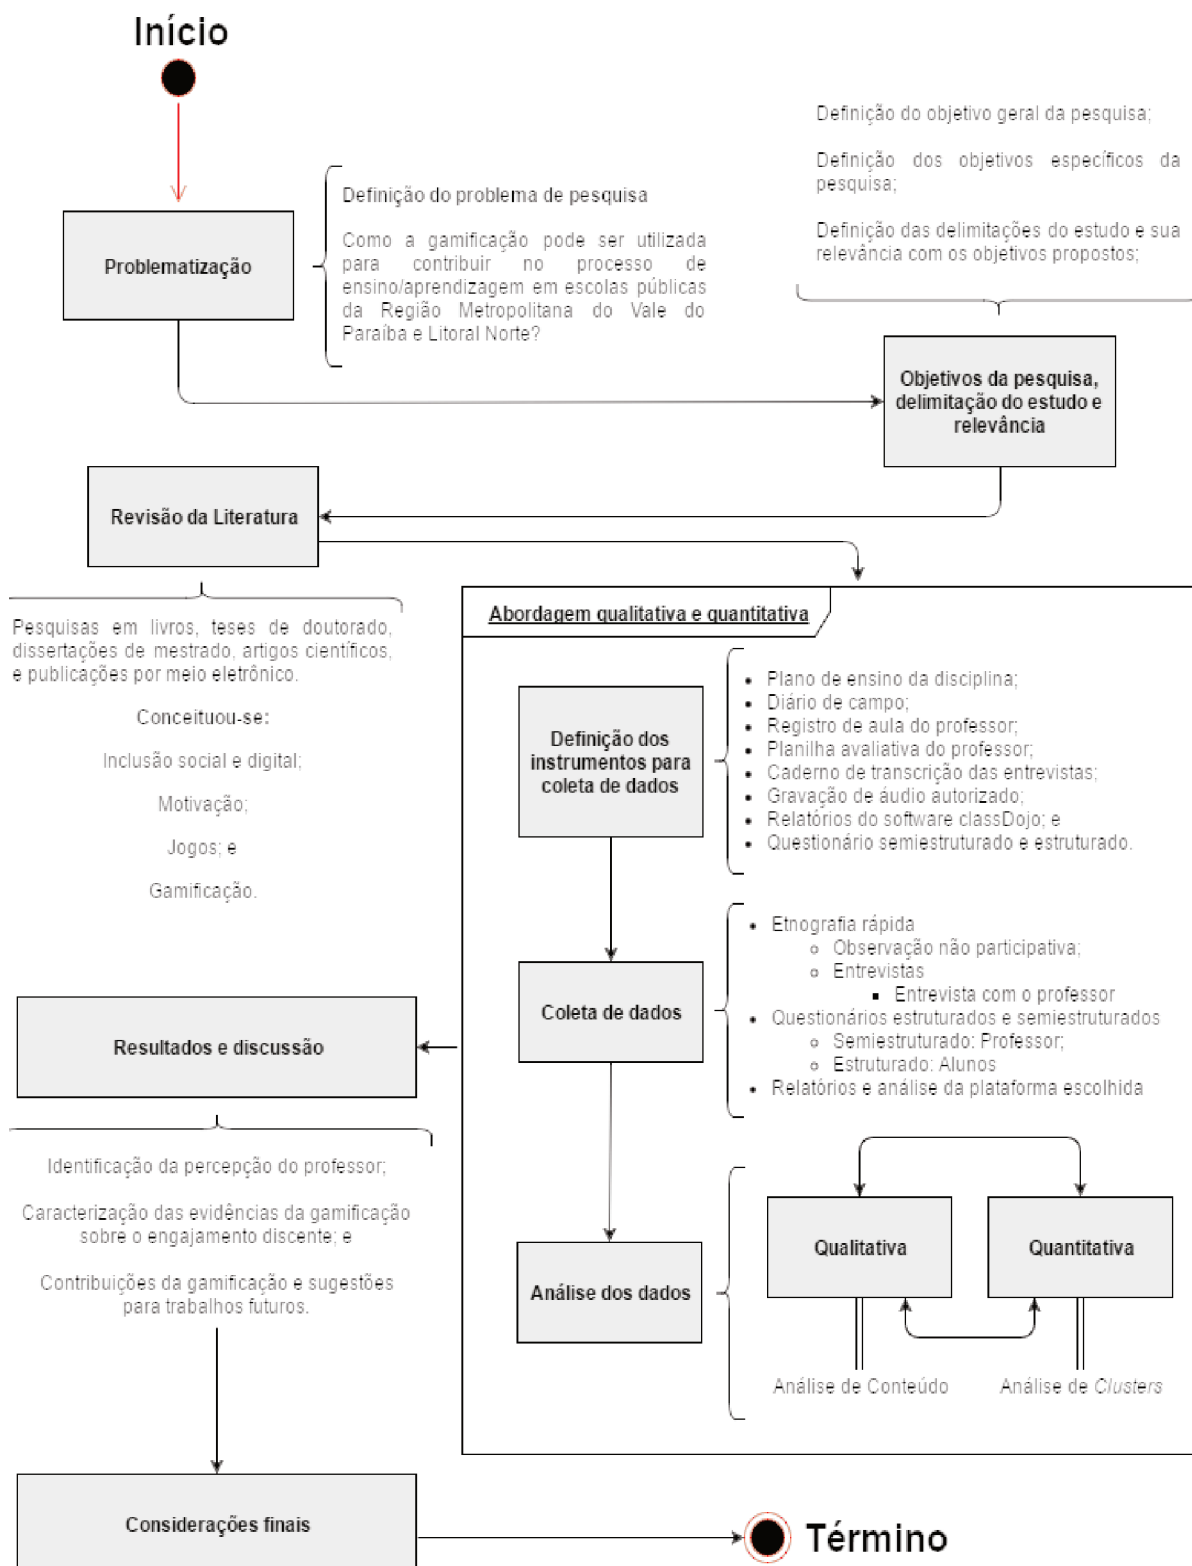 Início
Problematização
Definição do problema de pesquisa
Como a gamificação pode ser utilizada
para contribuir no processo de
ensino/aprendizagem em escolas públicas
da Região Metropolitana do Vale do
Paraíba e Litoral Norte?
Definição do objetivo geral da pesquisa;
Definição dos objetivos específicos da
pesquisa;
Definição das delimitações do estudo e sua
relevância com os objetivos propostos;
Objetivos da pesquisa,
delimitação do estudo e
relevância
Revisão da Literatura
Pesquisas em livros, teses de doutorado,
dissertações de mestrado, artigos científicos,
e publicações por meio eletrônico.
Conceituou-se:
Inclusão social e digital;
Motivação;
Jogos; e
Gamificação.
Abordagem qualitativa e quantitativa
Definição dos
instrumentos para
coleta de dados
• Plano de ensino da disciplina;
• Diário de campo;
• Registro de aula do professor;
• Planilha avaliativa do professor;
• Caderno de transcrição das entrevistas;
• Gravação de áudio autorizado;
• Relatórios do software classDojo; e
• Questionário semiestruturado e estruturado.
Coleta de dados
• Etnografia rápida
○ Observação não participativa;
○ Entrevistas
▪ Entrevista com o professor
• Questionários estruturados e semiestruturados
○ Semiestruturado: Professor;
○ Estruturado: Alunos
• Relatórios e análise da plataforma escolhida
Análise dos dados
Qualitativa
Quantitativa
Análise de Conteúdo
Análise de Clusters
Resultados e discussão
Identificação da percepção do professor;
Caracterização das evidências da gamificação
sobre o engajamento discente; e
Contribuições da gamificação e sugestões
para trabalhos futuros.
Considerações finais
Término